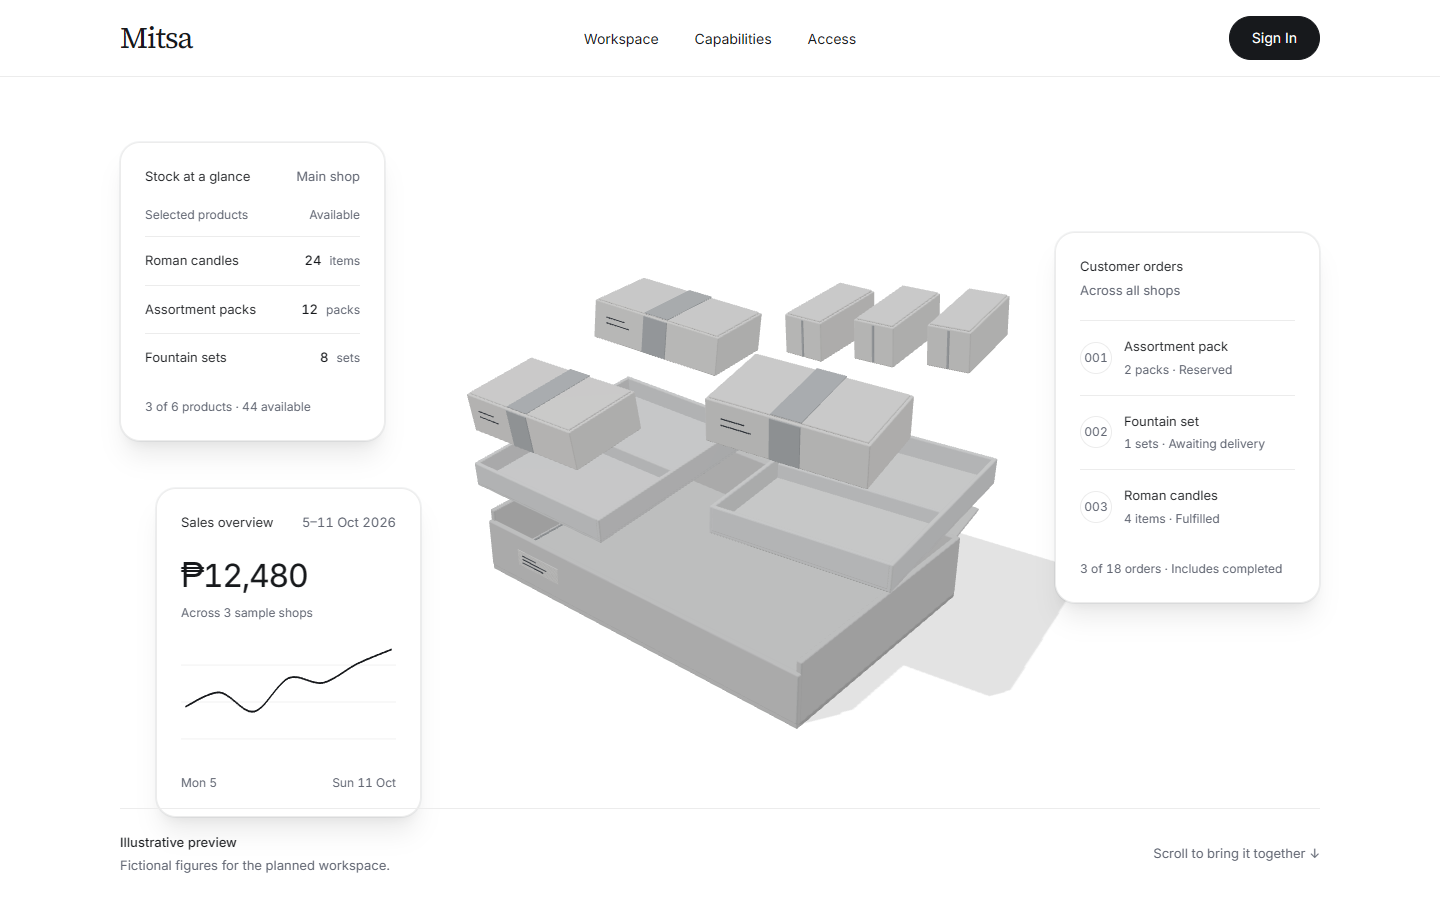 Mitsa
Workspace
Capabilities
Access
Sign In
Stock at a glance Main shop
Selected products Available
Roman candles 24 items
Assortment packs 12 packs
Fountain sets 8 sets
3 of 6 products · 44 available
Sales overview 5–11 Oct 2026
₱12,480
Across 3 sample shops
Mon 5 Sun 11 Oct
Customer orders
Across all shops
001 Assortment pack
2 packs · Reserved
002 Fountain set
1 sets · Awaiting delivery
003 Roman candles
4 items · Fulfilled
3 of 18 orders · Includes completed
Illustrative preview
Fictional figures for the planned workspace.
Scroll to bring it together ↓